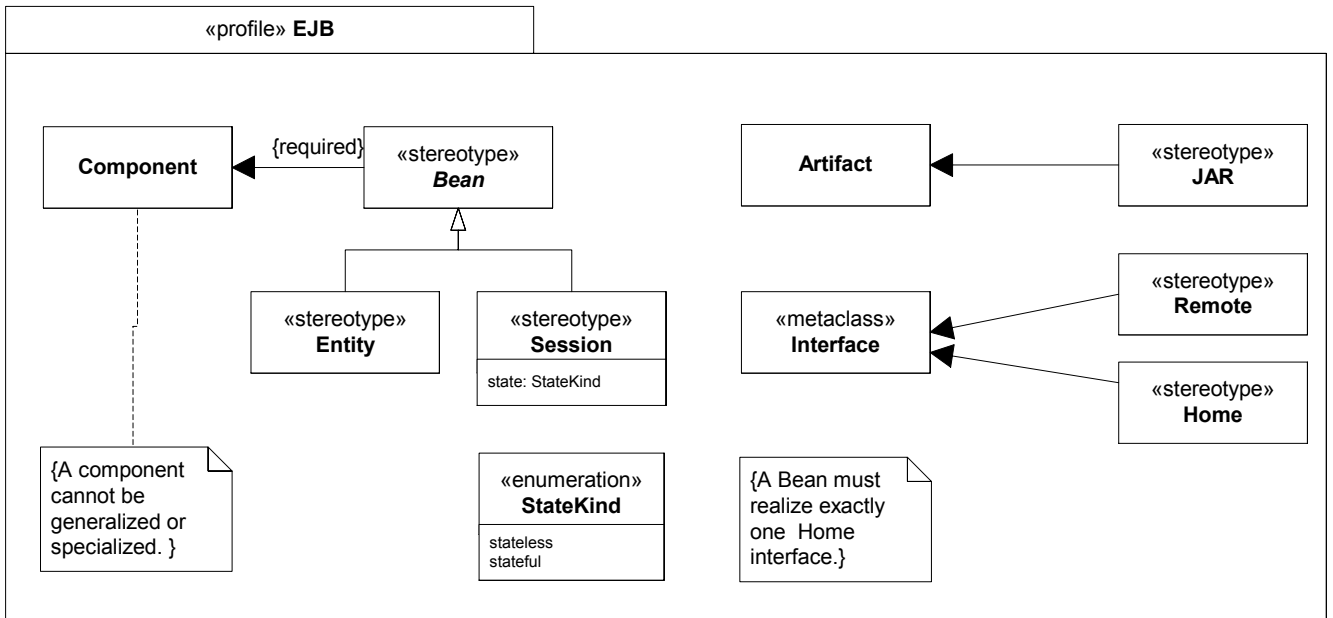 «profile» EJB
Component
{required}
«stereotype»
Bean
Artifact
«stereotype»
JAR
«stereotype»
Entity
«stereotype»
Session
state: StateKind
«metaclass»
Interface
«stereotype»
Remote
«stereotype»
Home
{A component
cannot be
generalized or
specialized. }
«enumeration»
StateKind
stateless
stateful
{A Bean must
realize exactly
one  Home
interface.}